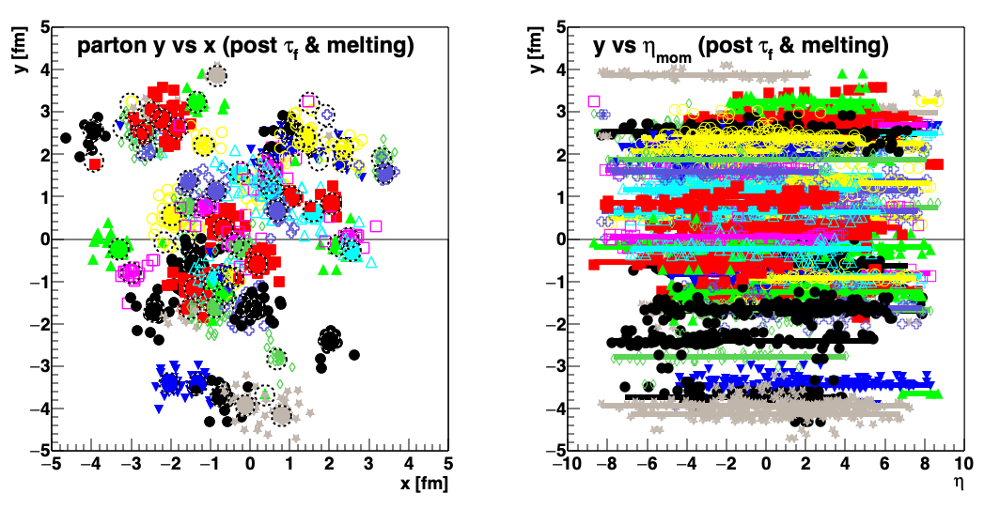 parton y vs x (post τf & melting)
y [fm]
5
4
3
2
1
0
−1
−2
−3
−4
−5
−5 −4 −3 −2 −1 0 1 2 3 4 5
x [fm]
y vs ηmom (post τf & melting)
y [fm]
5
4
3
2
1
0
−1
−2
−3
−4
−5
−10 −8 −6 −4 −2 0 2 4 6 8 10
η